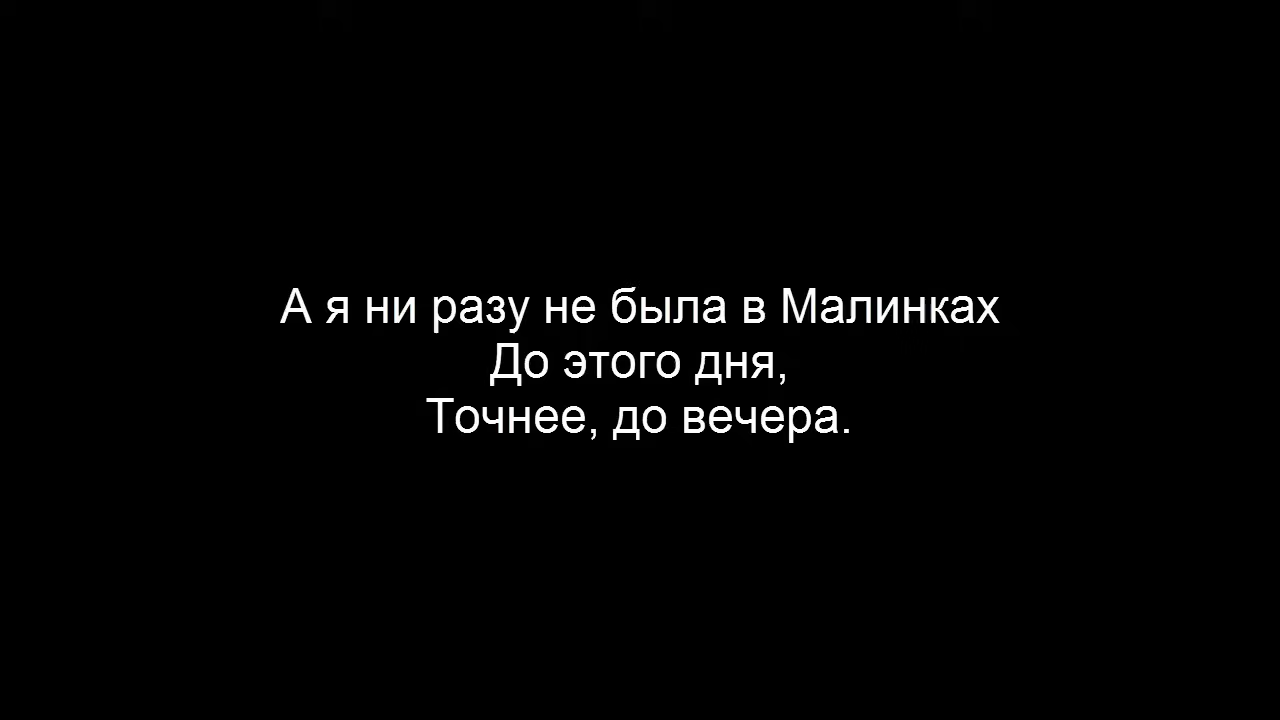 А я ни разу не была в Малинках
До этого дня,
Точнее, до вечера.